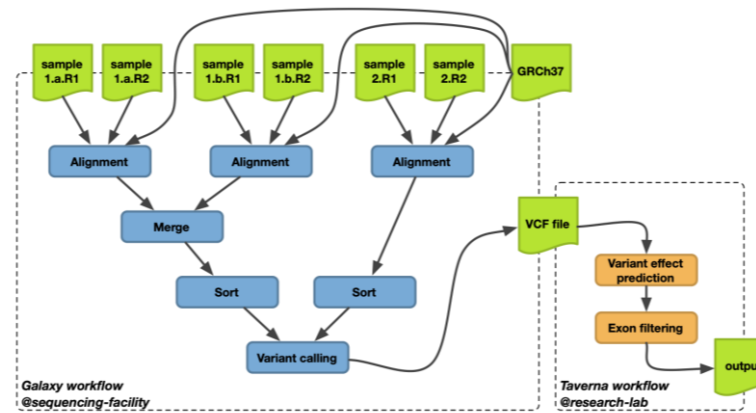 sample
1.a.R1
sample
1.a.R2
sample
1.b.R1
sample
1.b.R2
sample
2.R1
sample
2.R2
GRCh37
Alignment
Alignment
Alignment
Merge
VCF file
Sort
Sort
Variant effect
prediction
Exon filtering
Variant calling
output
Galaxy workflow
@sequencing-facility
Taverna workflow
@research-lab